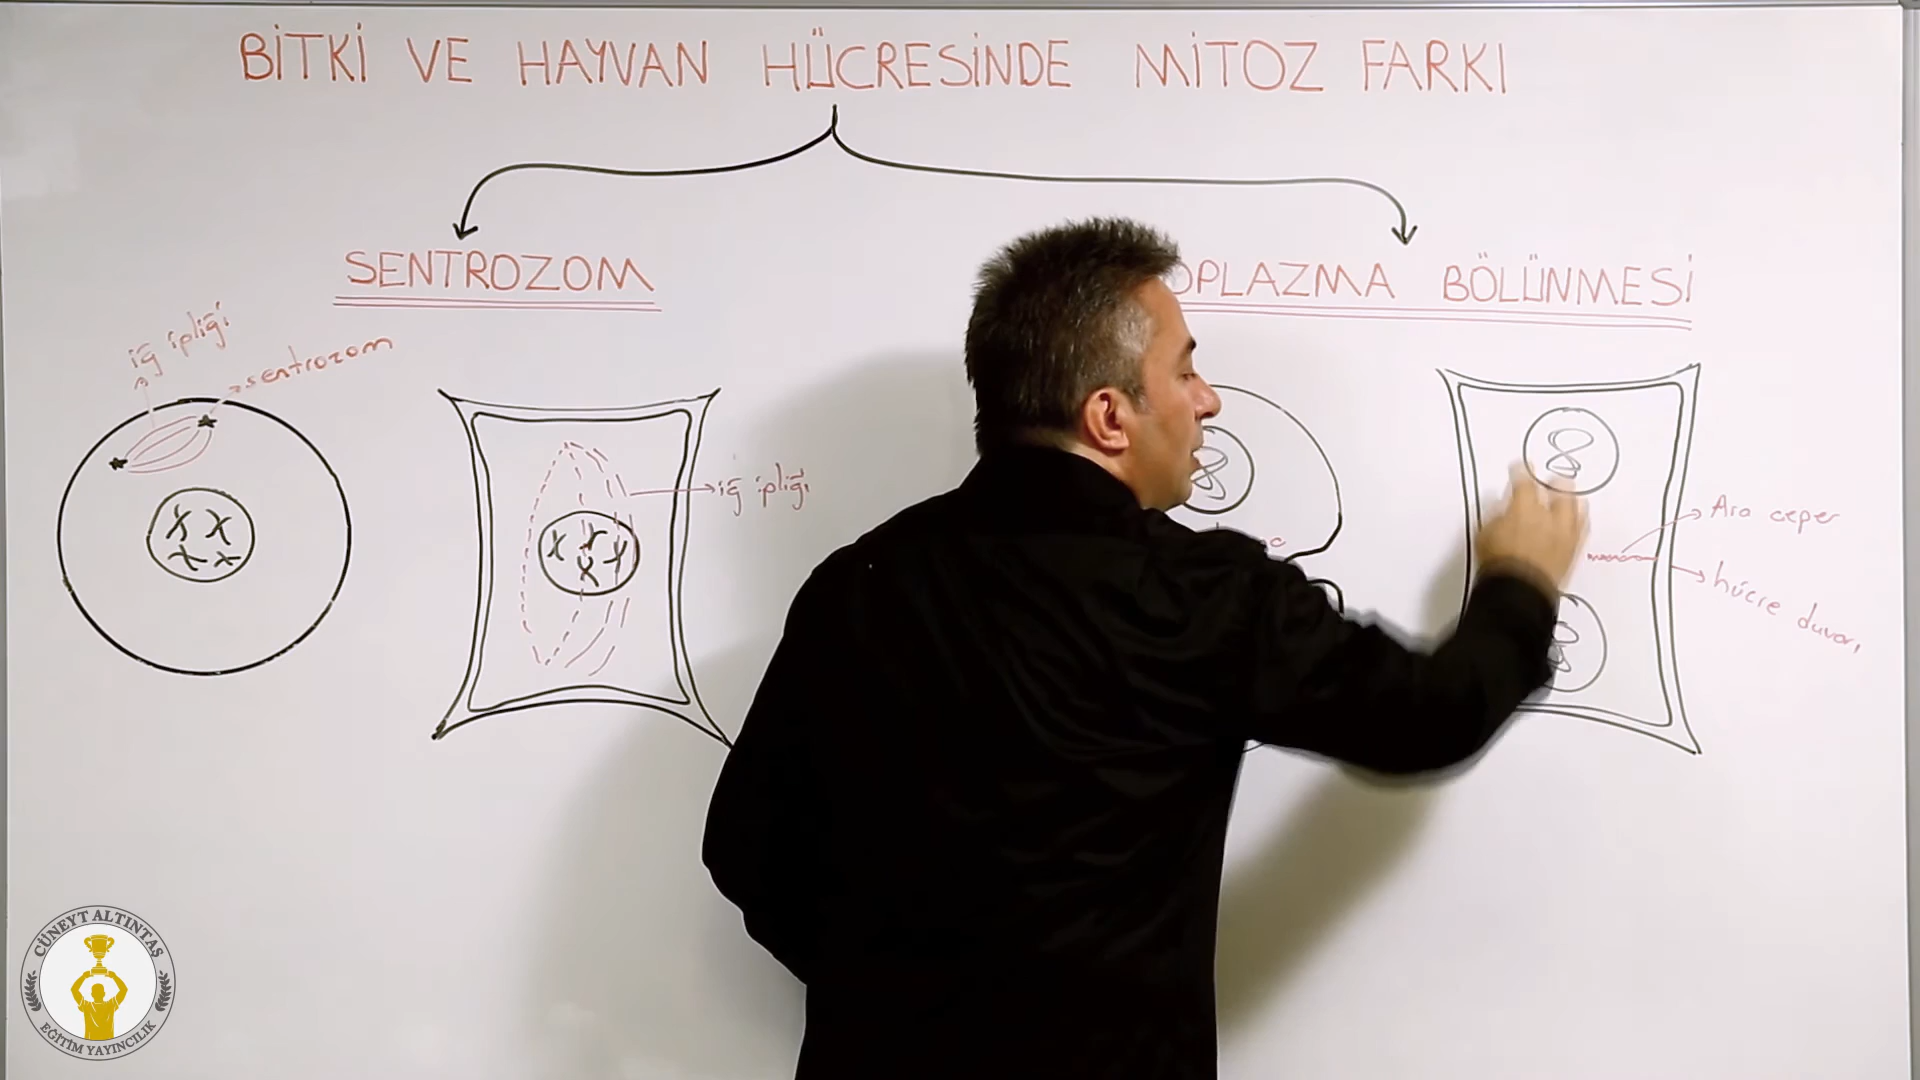 BİTKİ VE HAYVAN HÜCRESİNDE MİTOZ FARKI
SENTROZOM
OPLAZMA BÖLÜNMESİ
iğ ipliği
sentrozom
iğ ipliği
Ara çeper
hücre duvarı
CÜNEYT ALTINTAŞ
EĞİTİM YAYINCILIK